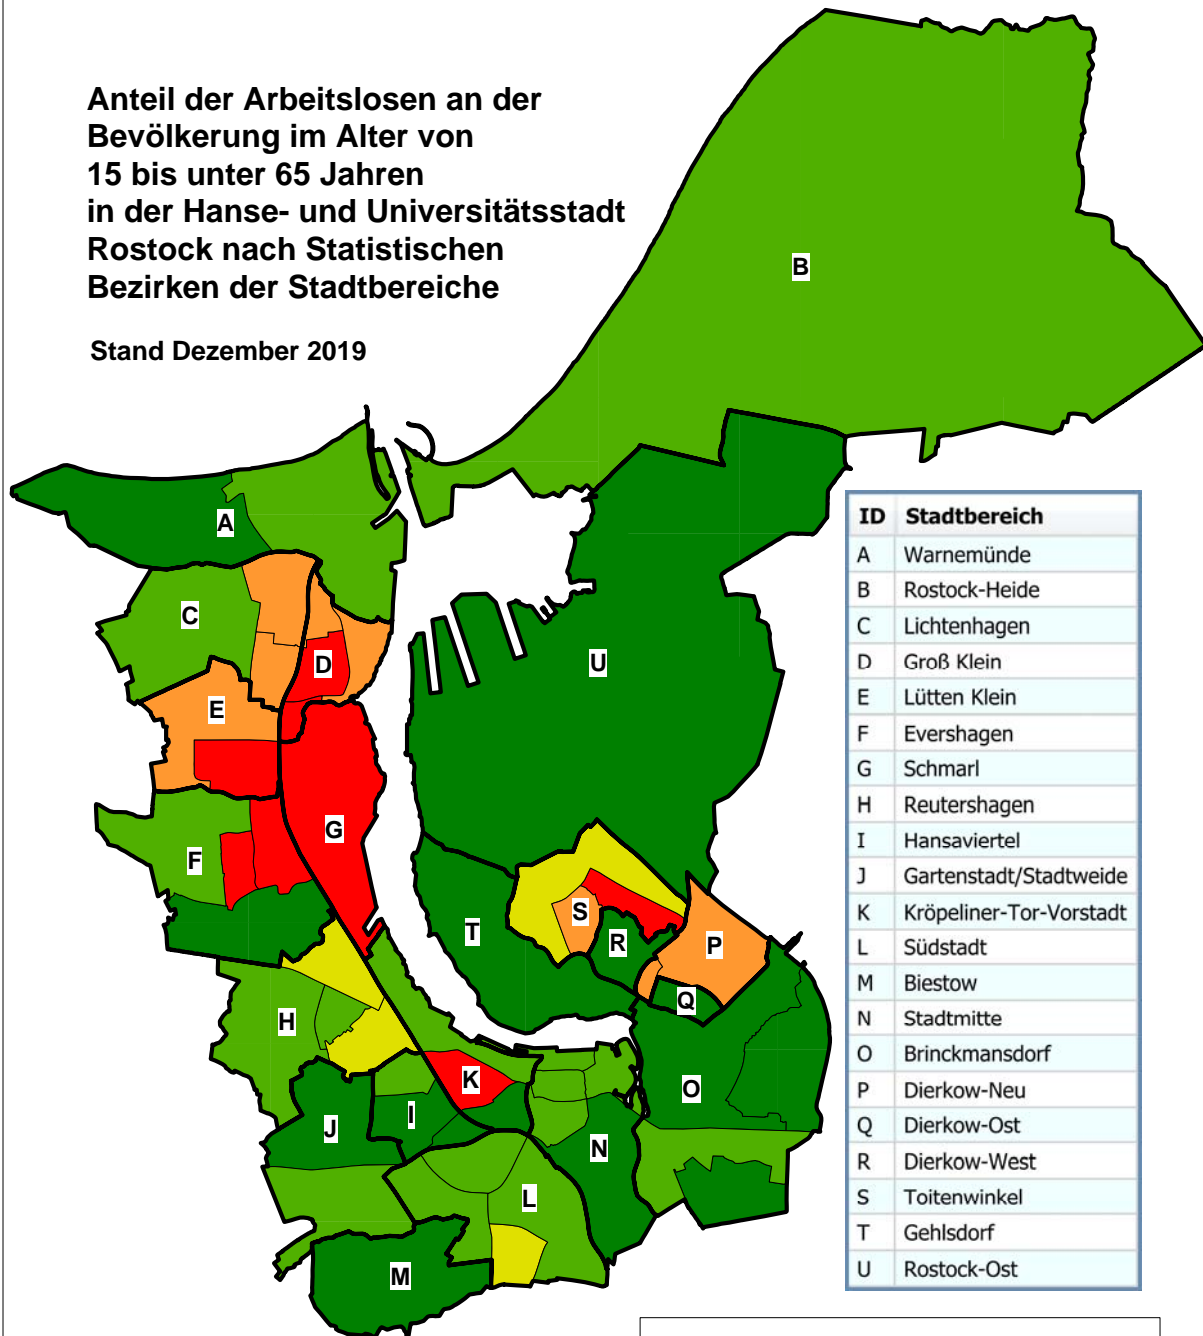 Anteil der Arbeitslosen an der
Bevölkerung im Alter von
15 bis unter 65 Jahren
in der Hanse- und Universitätsstadt
Rostock nach Statistischen
Bezirken der Stadtbereiche
Stand Dezember 2019
B
A
C
D
U
E
G
F
S
T
R
P
Q
H
K
O
I
J
N
L
M
ID Stadtbereich
A Warnemünde
B Rostock-Heide
C Lichtenhagen
D Groß Klein
E Lütten Klein
F Evershagen
G Schmarl
H Reutershagen
I Hansaviertel
J Gartenstadt/Stadtweide
K Kröpeliner-Tor-Vorstadt
L Südstadt
M Biestow
N Stadtmitte
O Brinckmansdorf
P Dierkow-Neu
Q Dierkow-Ost
R Dierkow-West
S Toitenwinkel
T Gehlsdorf
U Rostock-Ost